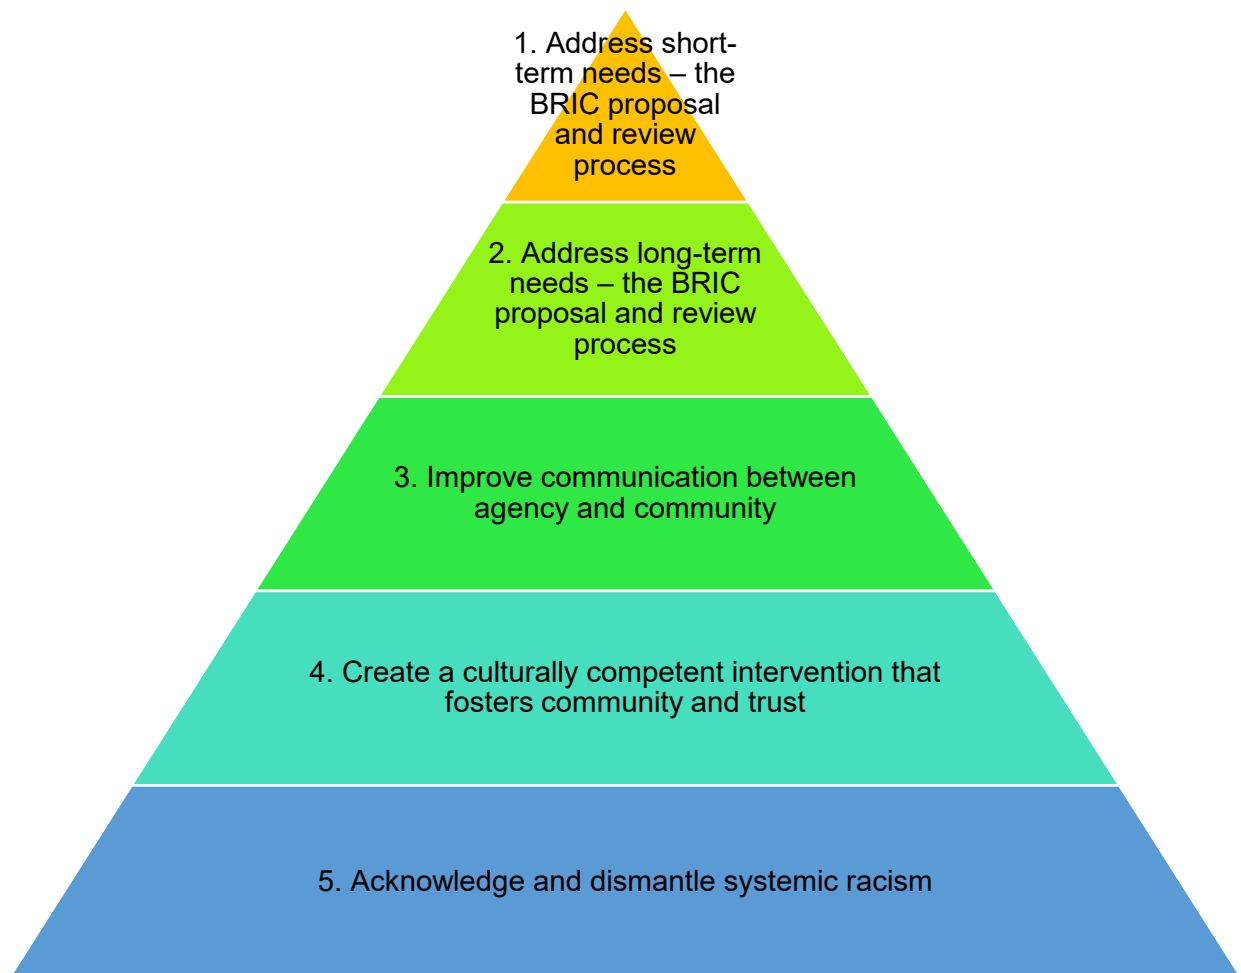 1. Address short-
term needs – the
BRIC proposal
and review
process
2. Address long-term
needs – the BRIC
proposal and review
process
3. Improve communication between
agency and community
4. Create a culturally competent intervention that
fosters community and trust
5. Acknowledge and dismantle systemic racism